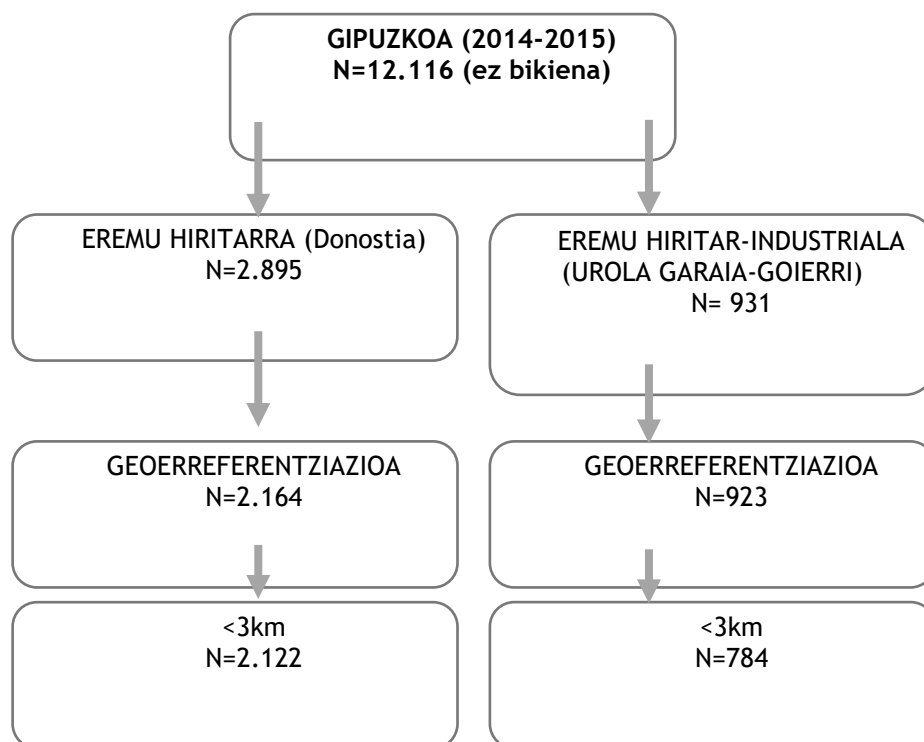 GIPUZKOA (2014-2015)
N=12.116 (ez bikiena)
EREMU HIRITARRA (Donostia)
N=2.895
EREMU HIRITAR-INDUSTRIALA
(UROLA GARAIA-GOIERRI)
N= 931
GEOERREFERENTZIAZIOA
N=2.164
GEOERREFERENTZIAZIOA
N=923
<3km
N=2.122
<3km
N=784